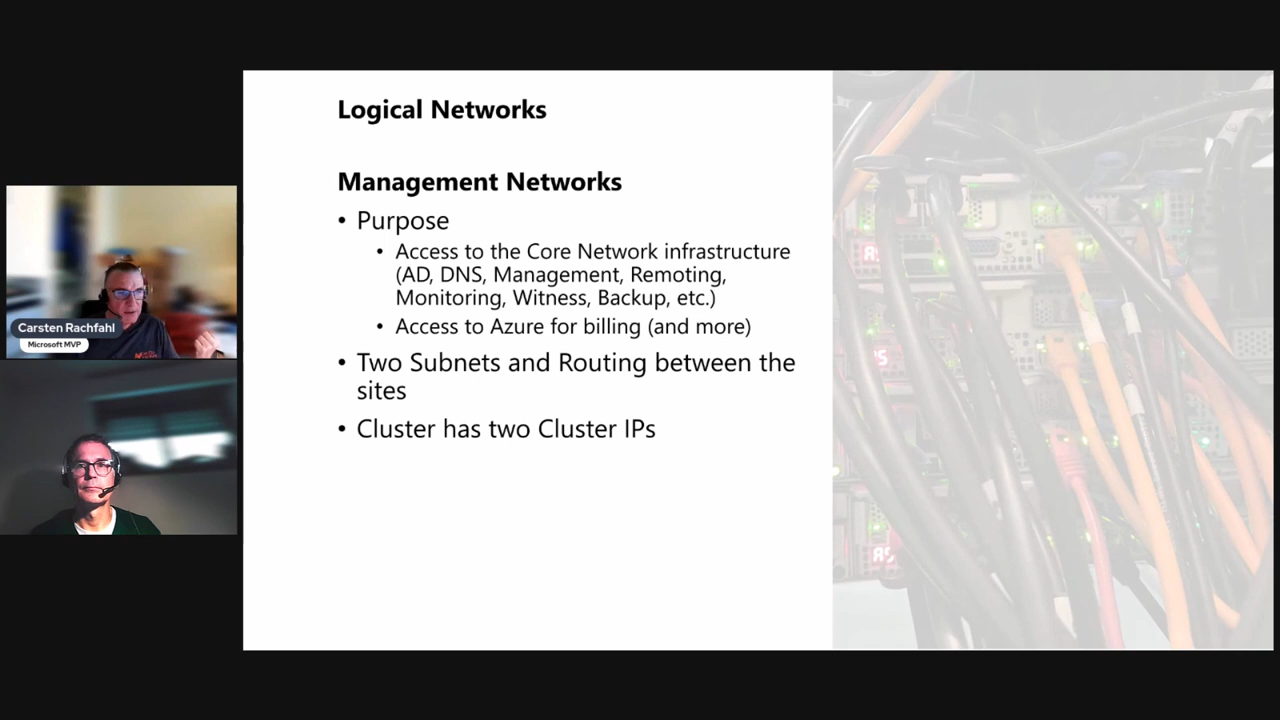 Logical Networks
Management Networks
• Purpose
• Access to the Core Network infrastructure
(AD, DNS, Management, Remoting,
Monitoring, Witness, Backup, etc.)
• Access to Azure for billing (and more)
• Two Subnets and Routing between the
sites
• Cluster has two Cluster IPs
Carsten Rachfahl
Microsoft MVP